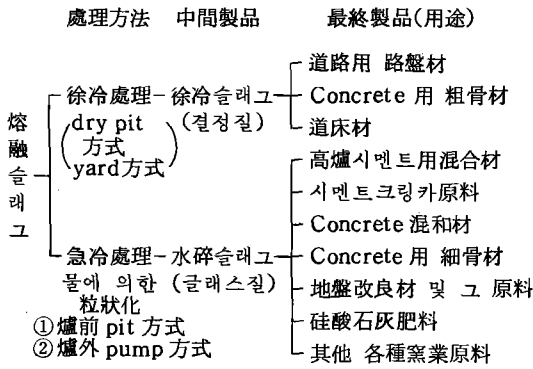 處理方法 中間製品 最終製品(用途)
道路用 路盤材
徐冷處理 - 徐冷슬래그 Concrete 用 粗骨材
(dry pit 方式 yard 方式) (결정질) 道床材
熔融슬래그
高爐시멘트用混合材
시멘트크링카原料
Concrete 混和材
急冷處理 - 水碎슬래그 Concrete 用 細骨材
물에 의한 (글래스질) 地盤改良材 및 그 原料
粒狀化
①爐前 pit 方式 硅酸石灰肥料
②爐外 pump 方式 其他 各種窯業原料